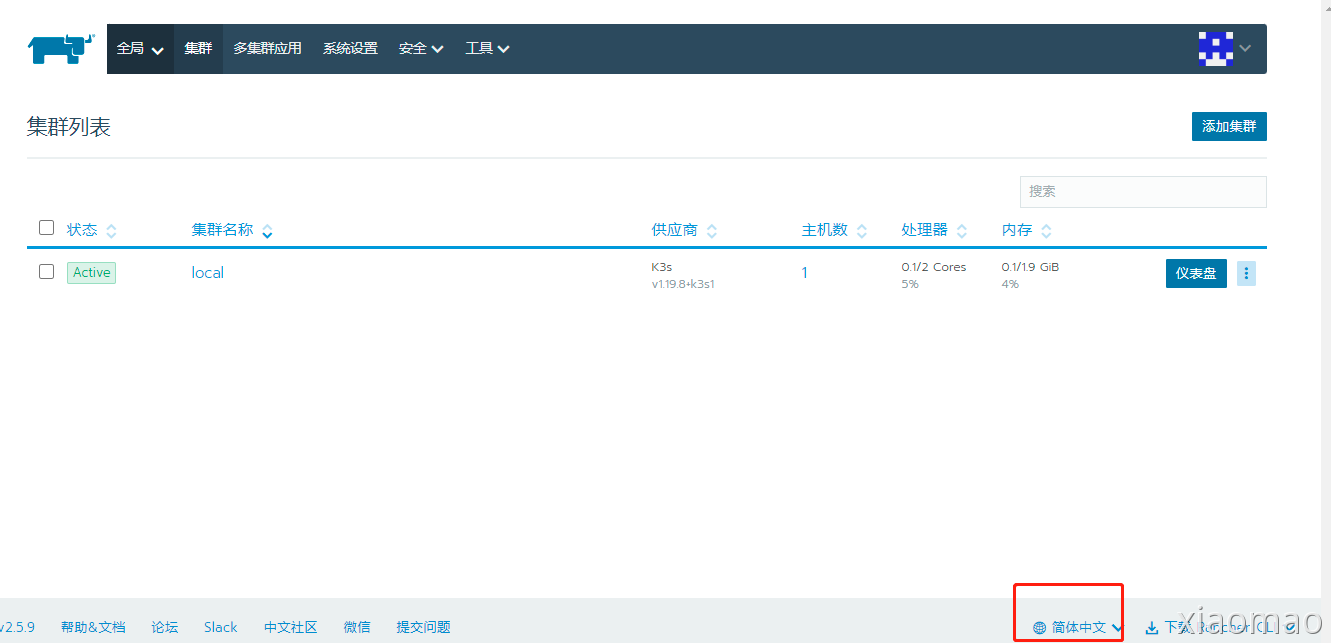 全局 集群 多集群应用 系统设置 安全 工具
集群列表 添加集群
搜索
状态 集群名称 供应商 主机数 处理器 内存
Active local K3s 1 0.1/2 Cores 0.1/1.9 GiB 仪表盘
v1.19.8+k3s1 5% 4%
v2.5.9 帮助&文档 论坛 Slack 中文社区 微信 提交问题 简体中文 下载 Rancher CLI
xiaomao